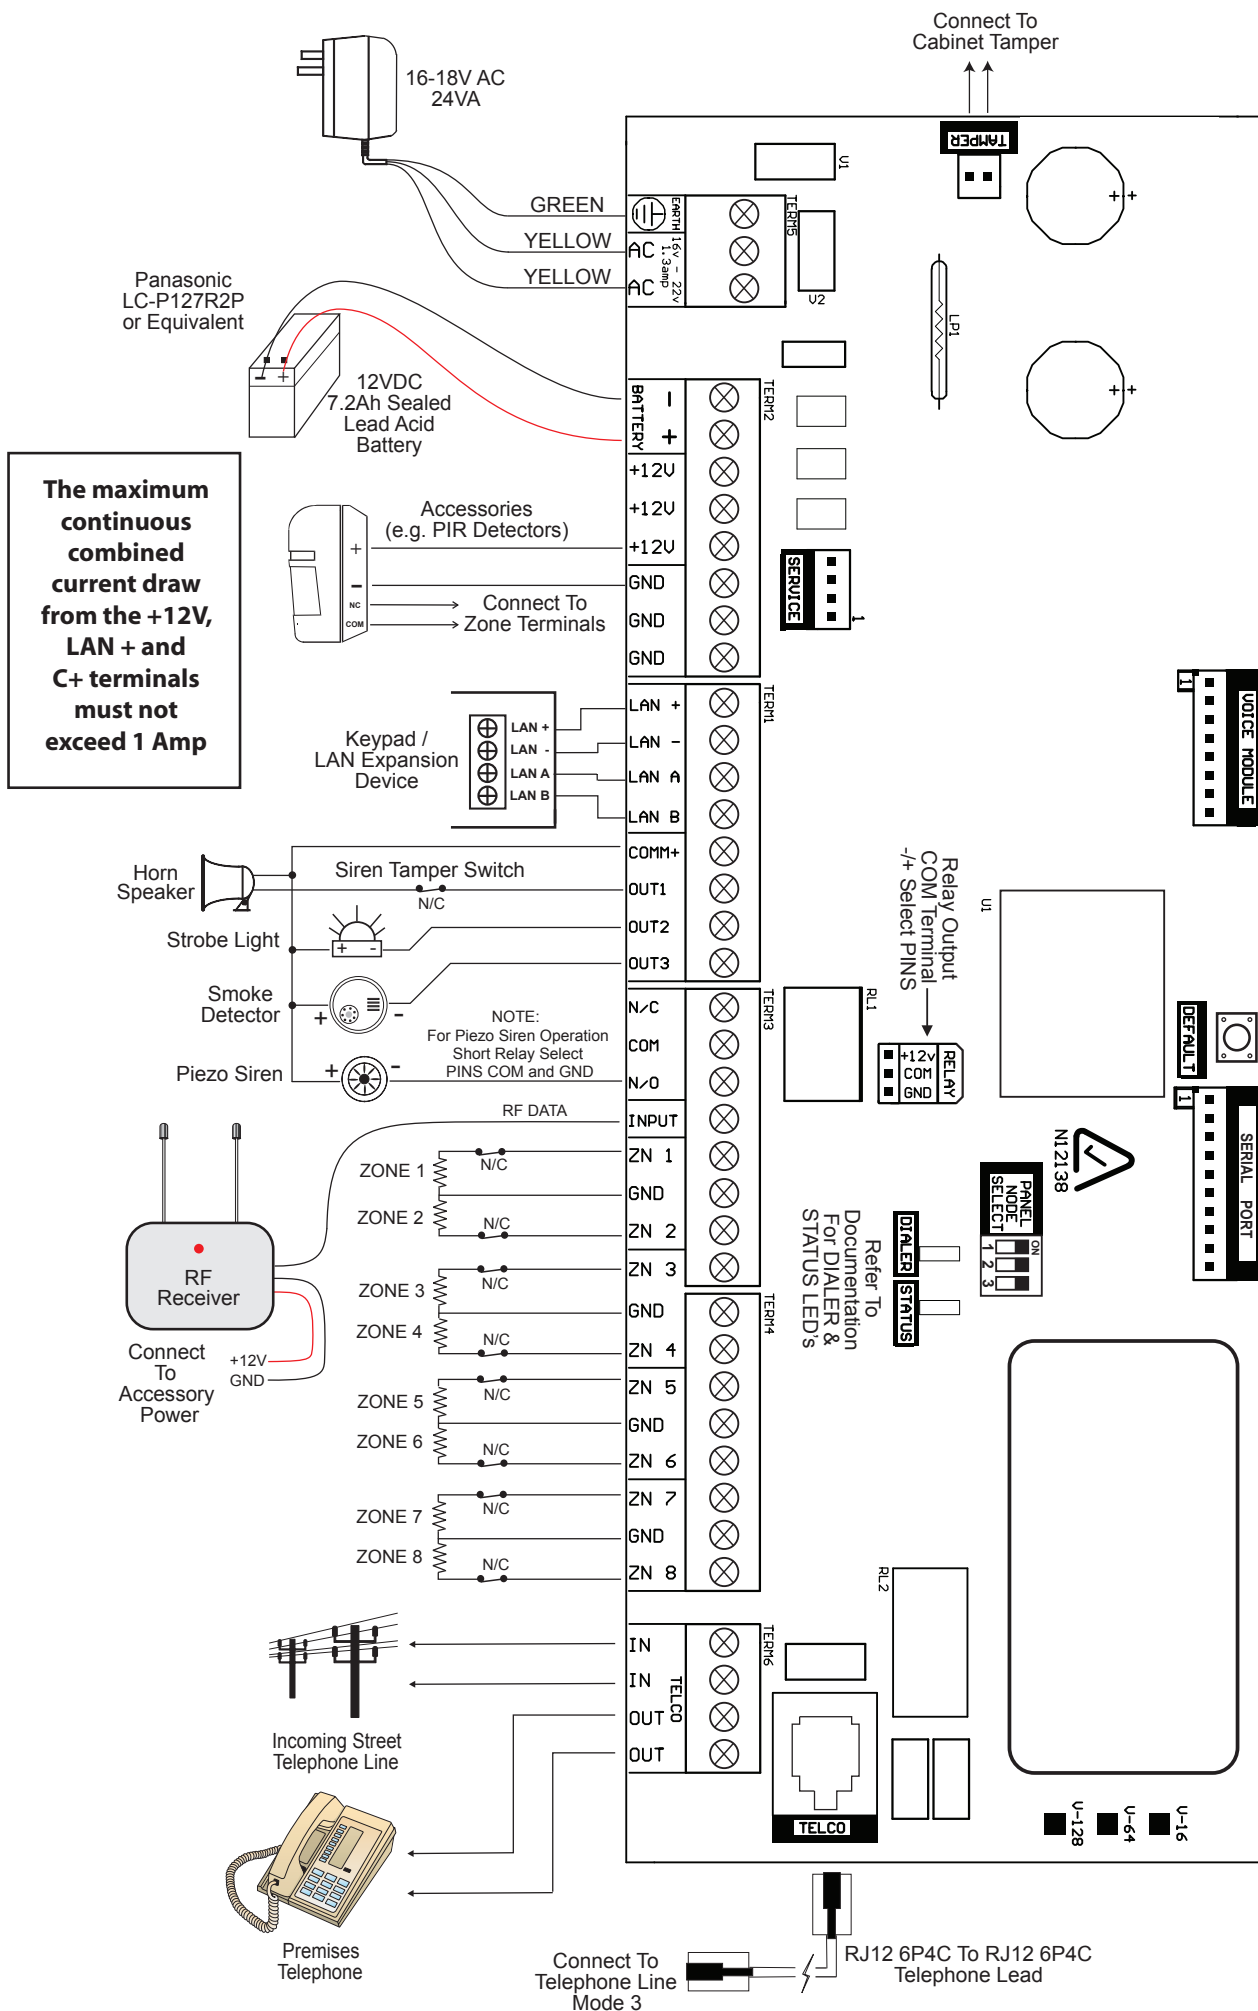 Connect To
Cabinet Tamper
16-18V AC
24VA
TAMPER
V1
GREEN
YELLOW
YELLOW
EARTH
AC
AC
16v - 22v
1.3amp
TERM5
V2
LP1
Panasonic
LC-P127R2P
or Equivalent
12VDC
7.2Ah Sealed
Lead Acid
Battery
BATTERY
-
+
+12V
+12V
+12V
GND
GND
GND
TERM2
The maximum
continuous
combined
current draw
from the +12V,
LAN + and
C+ terminals
must not
exceed 1 Amp
Accessories
(e.g. PIR Detectors)
+
-
NC
COM
Connect To
Zone Terminals
SERVICE
1
VOICE MODULE
1
Keypad /
LAN Expansion
Device
LAN +
LAN -
LAN A
LAN B
LAN +
LAN -
LAN A
LAN B
COMM+
OUT1
OUT2
OUT3
TERM1
Horn
Speaker
Siren Tamper Switch
N/C
Strobe Light
+ -
Smoke
Detector
+ -
NOTE:
For Piezo Siren Operation
Short Relay Select
PINS COM and GND
Piezo Siren
+ -
N/C
COM
N/O
INPUT
ZN 1
GND
ZN 2
ZN 3
TERM3
RL1
Relay Output
COM Terminal
-/+ Select PINS
+12v
COM
GND
RELAY
U1
DEFAULT
SERIAL PORT
1
N12138
PANEL
NODE
SELECT
ON
1
2
3
RF DATA
RF
Receiver
Connect
To
Accessory
Power
+12V
GND
ZONE 1
N/C
ZONE 2
N/C
ZONE 3
N/C
ZONE 4
N/C
ZONE 5
N/C
ZONE 6
N/C
ZONE 7
N/C
ZONE 8
N/C
GND
ZN 4
ZN 5
GND
ZN 6
ZN 7
GND
ZN 8
TERM4
Refer To
Documentation
For DIALER &
STATUS LED's
DIALER
STATUS
RL2
IN
IN
OUT
OUT
TELCO
TERM6
TELCO
Incoming Street
Telephone Line
Premises
Telephone
V-128
V-64
V-16
Connect To
Telephone Line
Mode 3
RJ12 6P4C To RJ12 6P4C
Telephone Lead